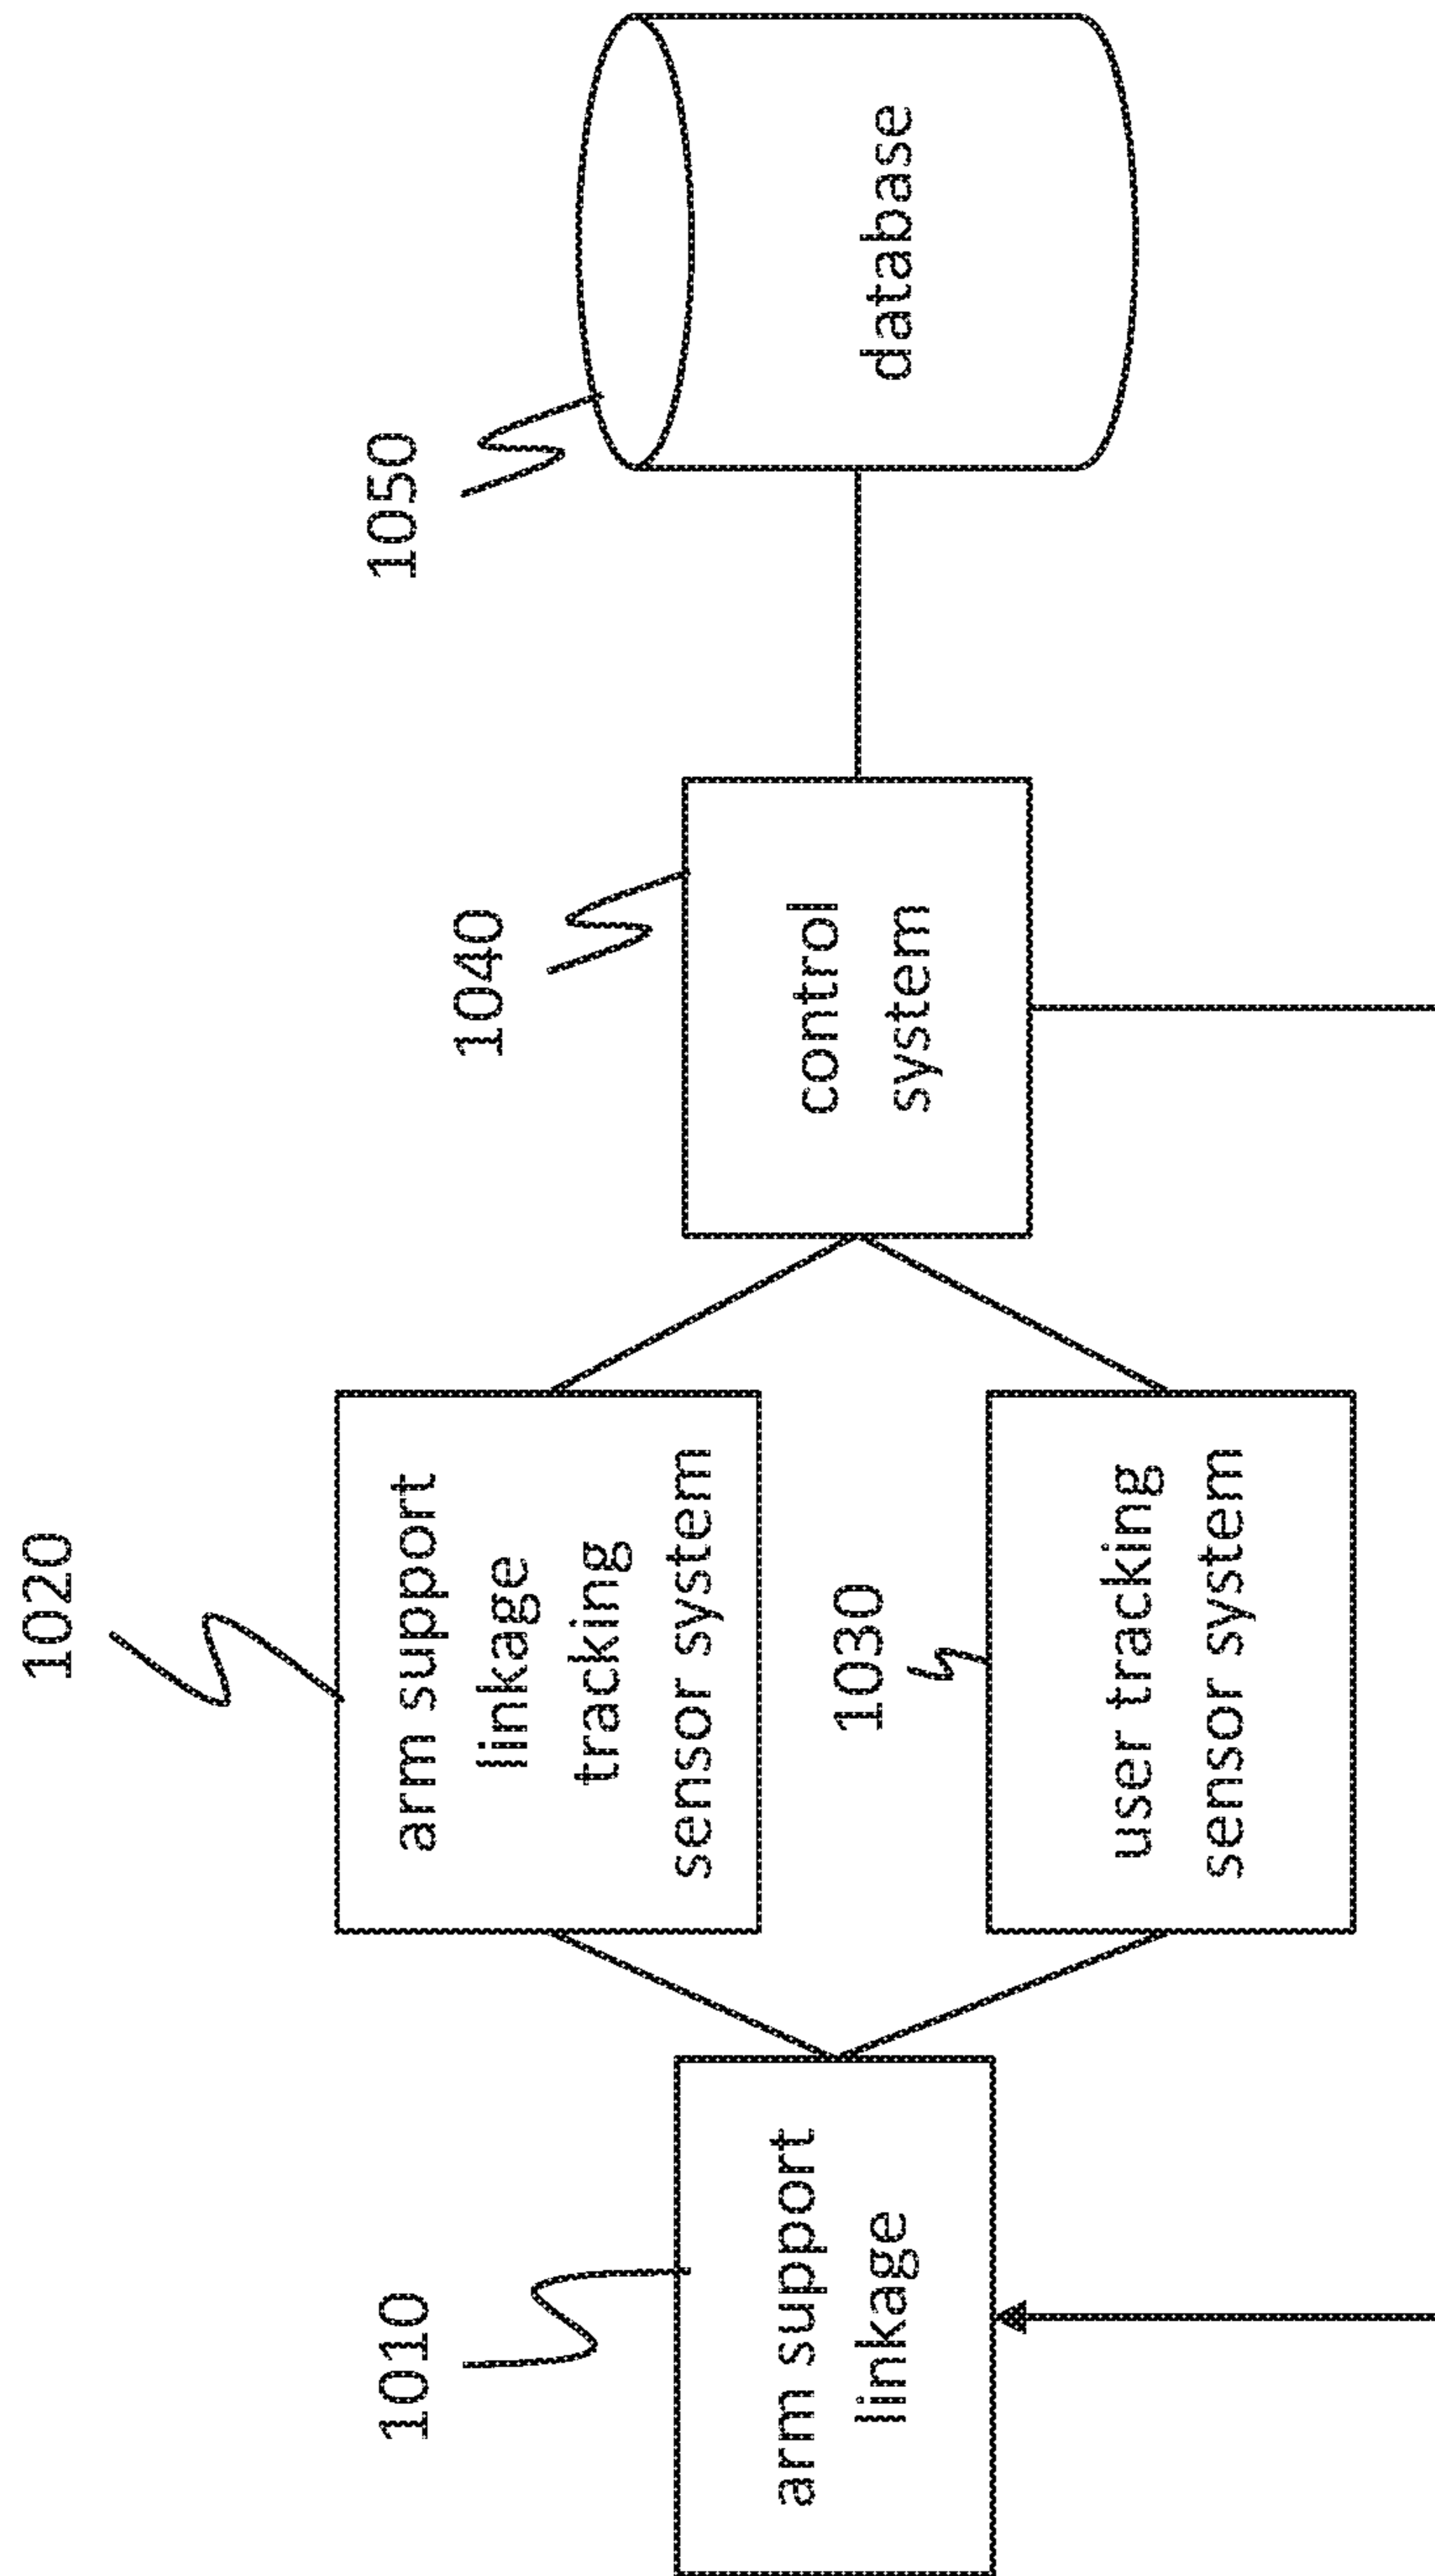 1010
arm support
linkage
1020
arm support
linkage
tracking
sensor system
1030
user tracking
sensor system
1040
control
system
1050
database